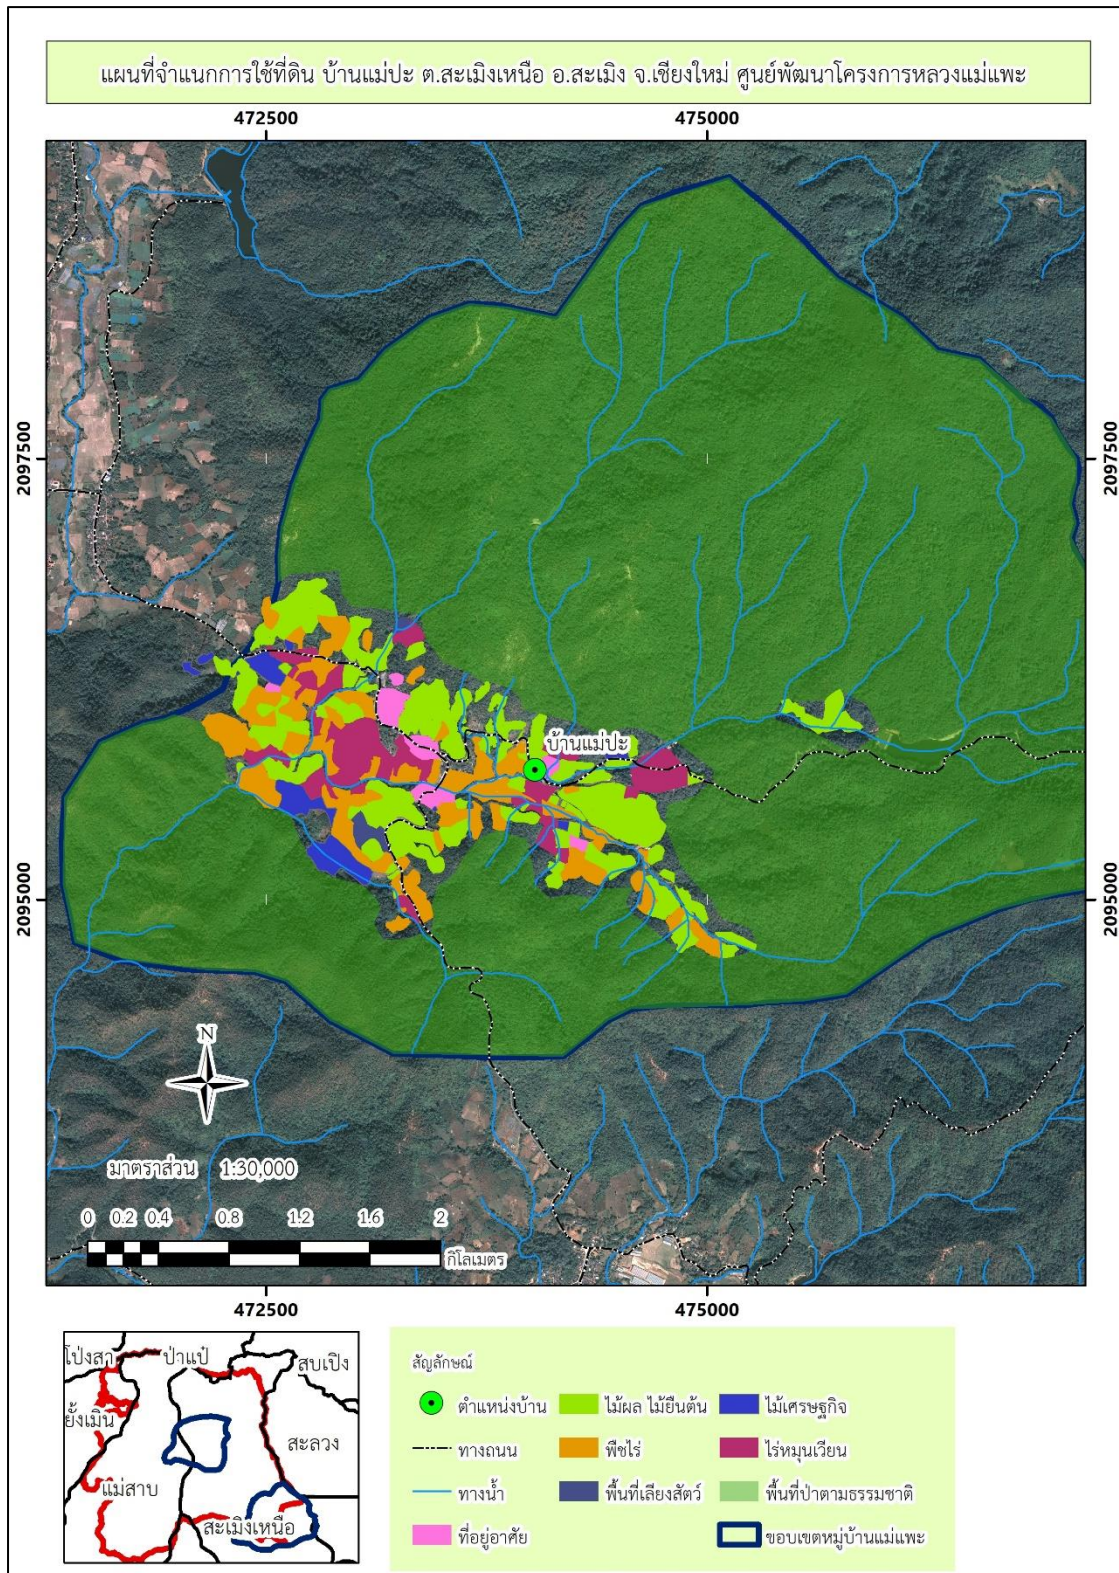 แผนที่จำแนกการใช้ที่ดิน บ้านแม่ปะ ต.สะเมิงเหนือ อ.สะเมิง จ.เชียงใหม่ ศูนย์พัฒนาโครงการหลวงแม่แพะ
472500 475000
2097500 2097500
บ้านแม่ปะ
2095000 2095000
N
มาตราส่วน 1:30,000
0 0.2 0.4 0.8 1.2 1.6 2
กิโลเมตร
472500 475000
โป่งสา ป่าแป๋ สบเปิง
ยั้งเมิน
สะลวง
แม่สาบ
สะเมิงเหนือ
สัญลักษณ์
ตำแหน่งบ้าน ไม้ผล ไม้ยืนต้น ไม้เศรษฐกิจ
ทางถนน พืชไร่ ไร่หมุนเวียน
ทางน้ำ พื้นที่เลียงสัตว์ พื้นที่ป่าตามธรรมชาติ
ที่อยู่อาศัย ขอบเขตหมู่บ้านแม่แพะ